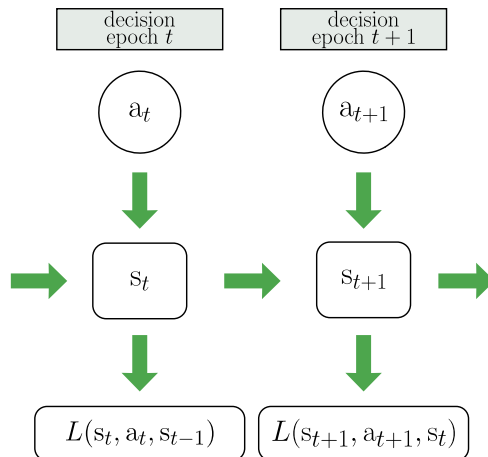 decision
epoch t
decision
epoch t + 1
a_t
a_{t+1}
s_t
s_{t+1}
L(s_t, a_t, s_{t−1})
L(s_{t+1}, a_{t+1}, s_t)